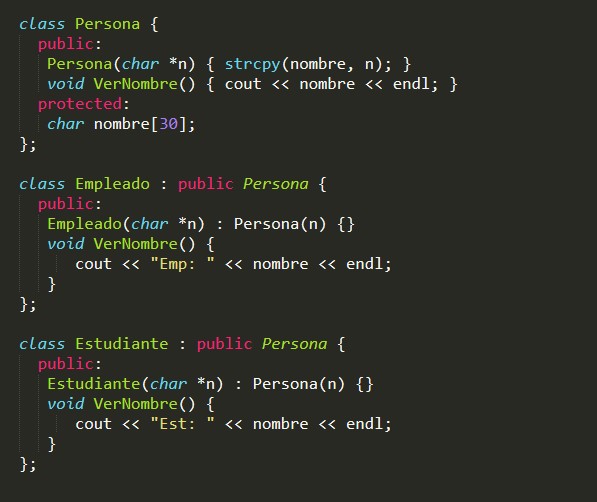 class Persona {
  public:
   Persona(char *n) { strcpy(nombre, n); }
   void VerNombre() { cout << nombre << endl; }
  protected:
   char nombre[30];
};

class Empleado : public Persona {
  public:
   Empleado(char *n) : Persona(n) {}
   void VerNombre() {
      cout << "Emp: " << nombre << endl;
   }
};

class Estudiante : public Persona {
  public:
   Estudiante(char *n) : Persona(n) {}
   void VerNombre() {
      cout << "Est: " << nombre << endl;
   }
};